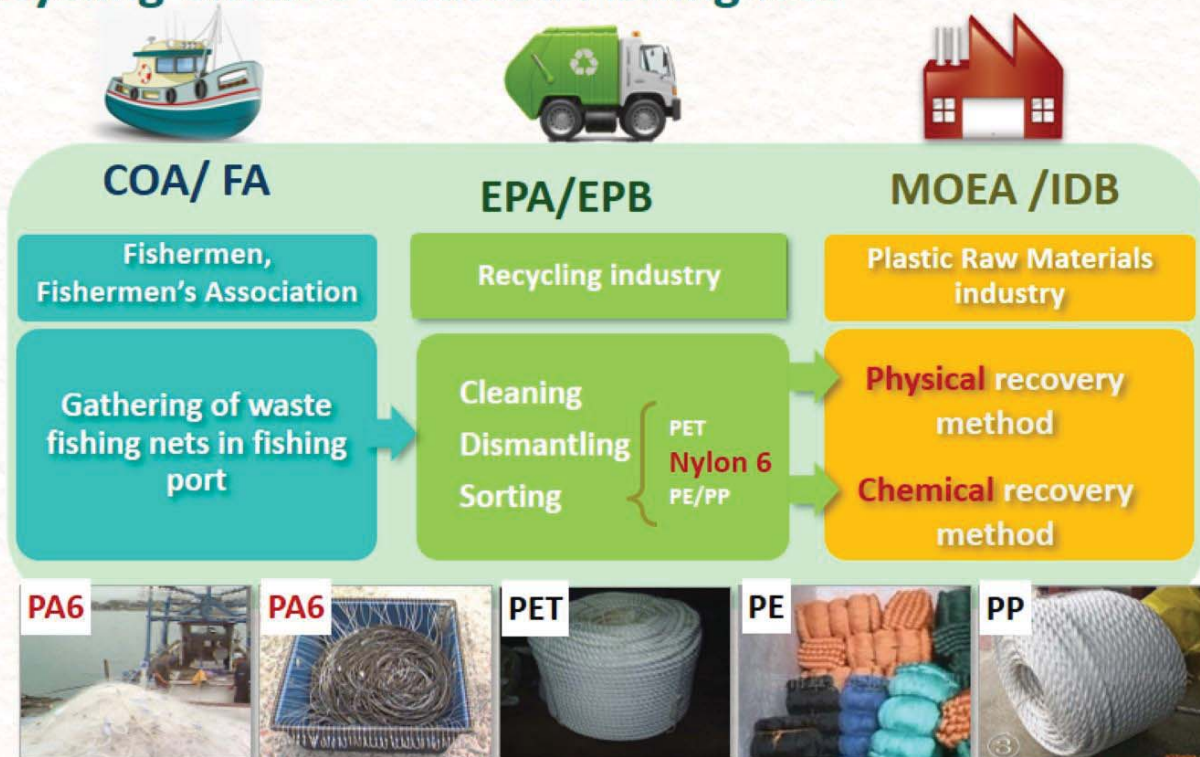 COA/ FA
EPA/EPB
MOEA /IDB
Fishermen,
Fishermen's Association
Recycling industry
Plastic Raw Materials
industry
Gathering of waste
fishing nets in fishing
port
Cleaning
Dismantling
Sorting
PET
Nylon 6
PE/PP
Physical recovery
method
Chemical recovery
method
PA6
PA6
PET
PE
PP
3